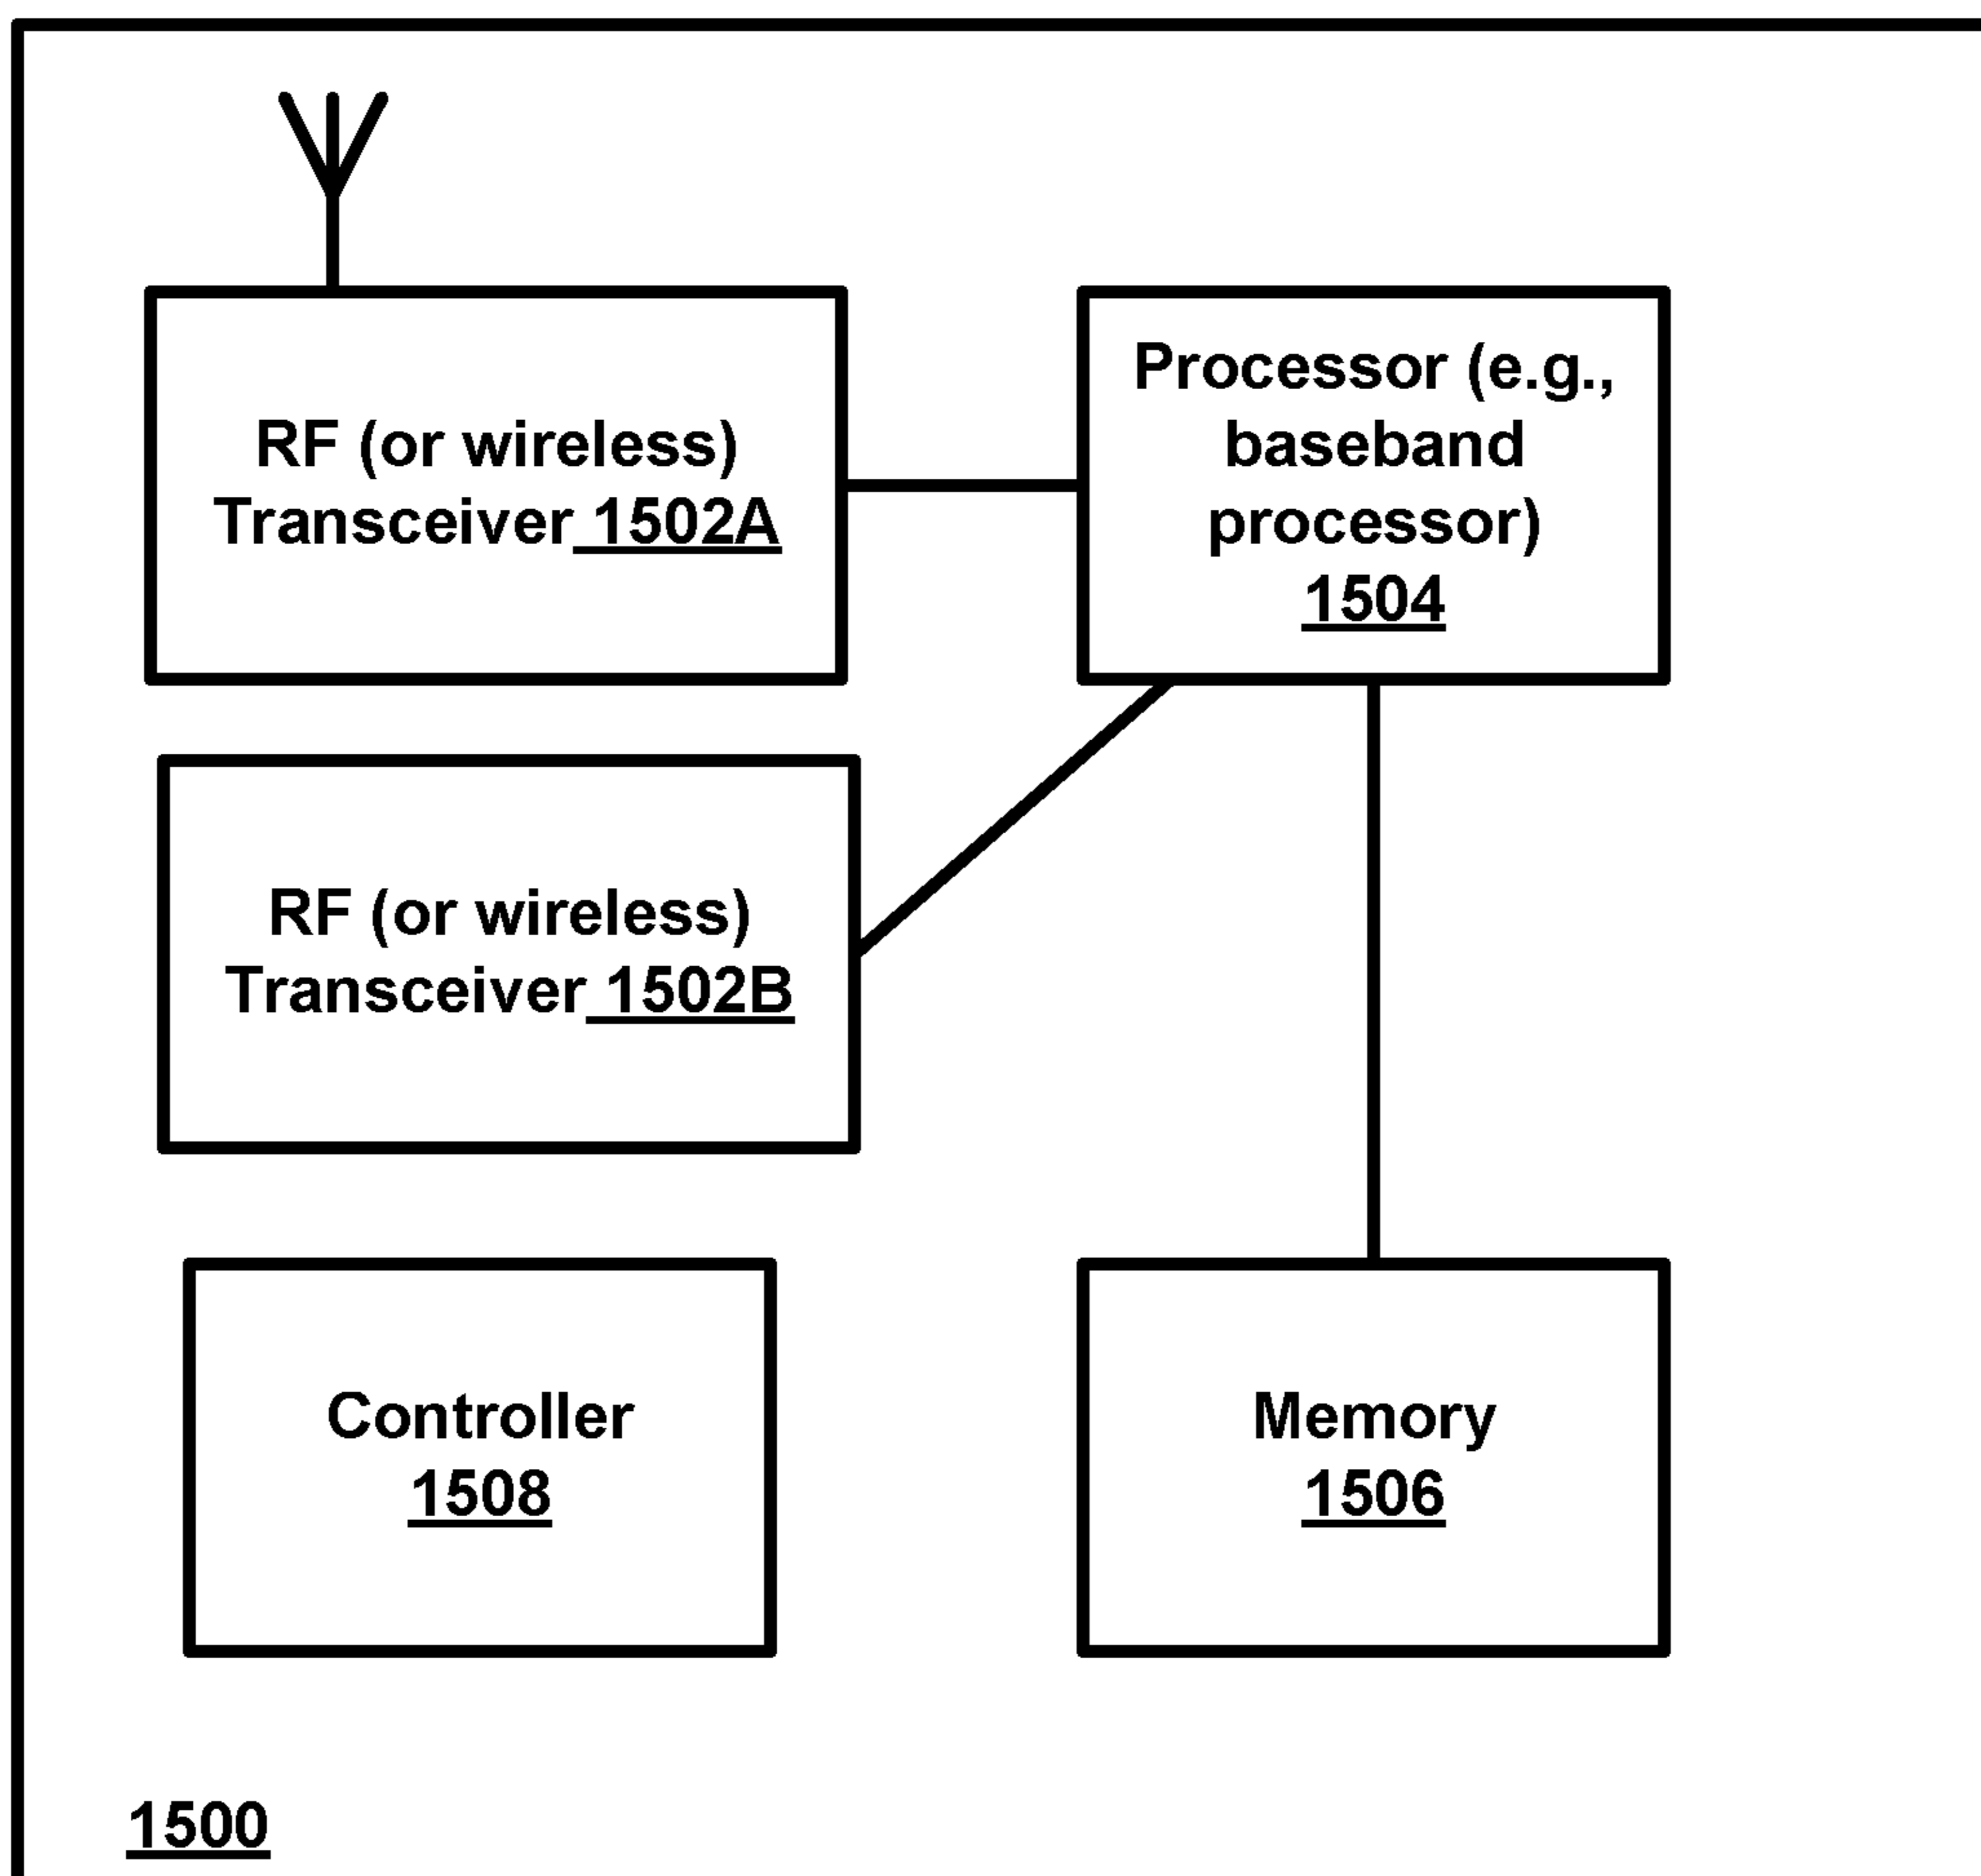 RF (or wireless)
Transceiver 1502A
Processor (e.g.,
baseband
processor)
1504
RF (or wireless)
Transceiver 1502B
Controller
1508
Memory
1506
1500